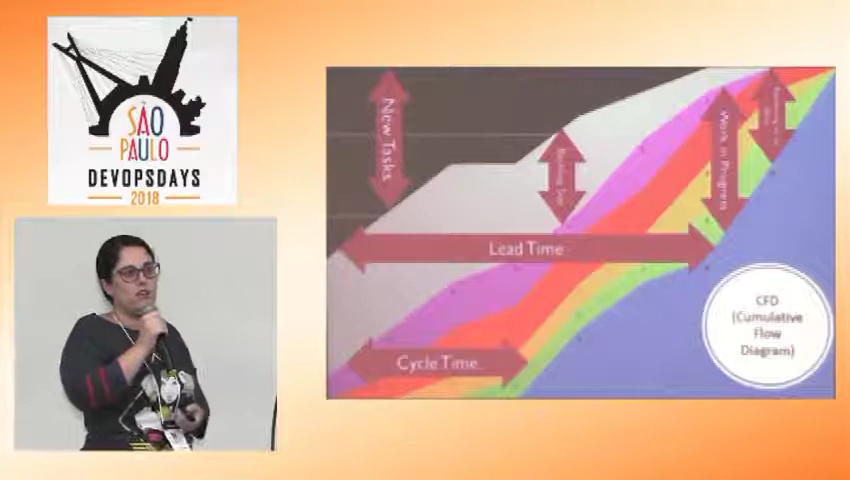 SÃO
PAULO
DEVOPSDAYS
2018
New Tasks
Work in Progress
Lead Time
Cycle Time
CFD
(Cumulative
Flow
Diagram)